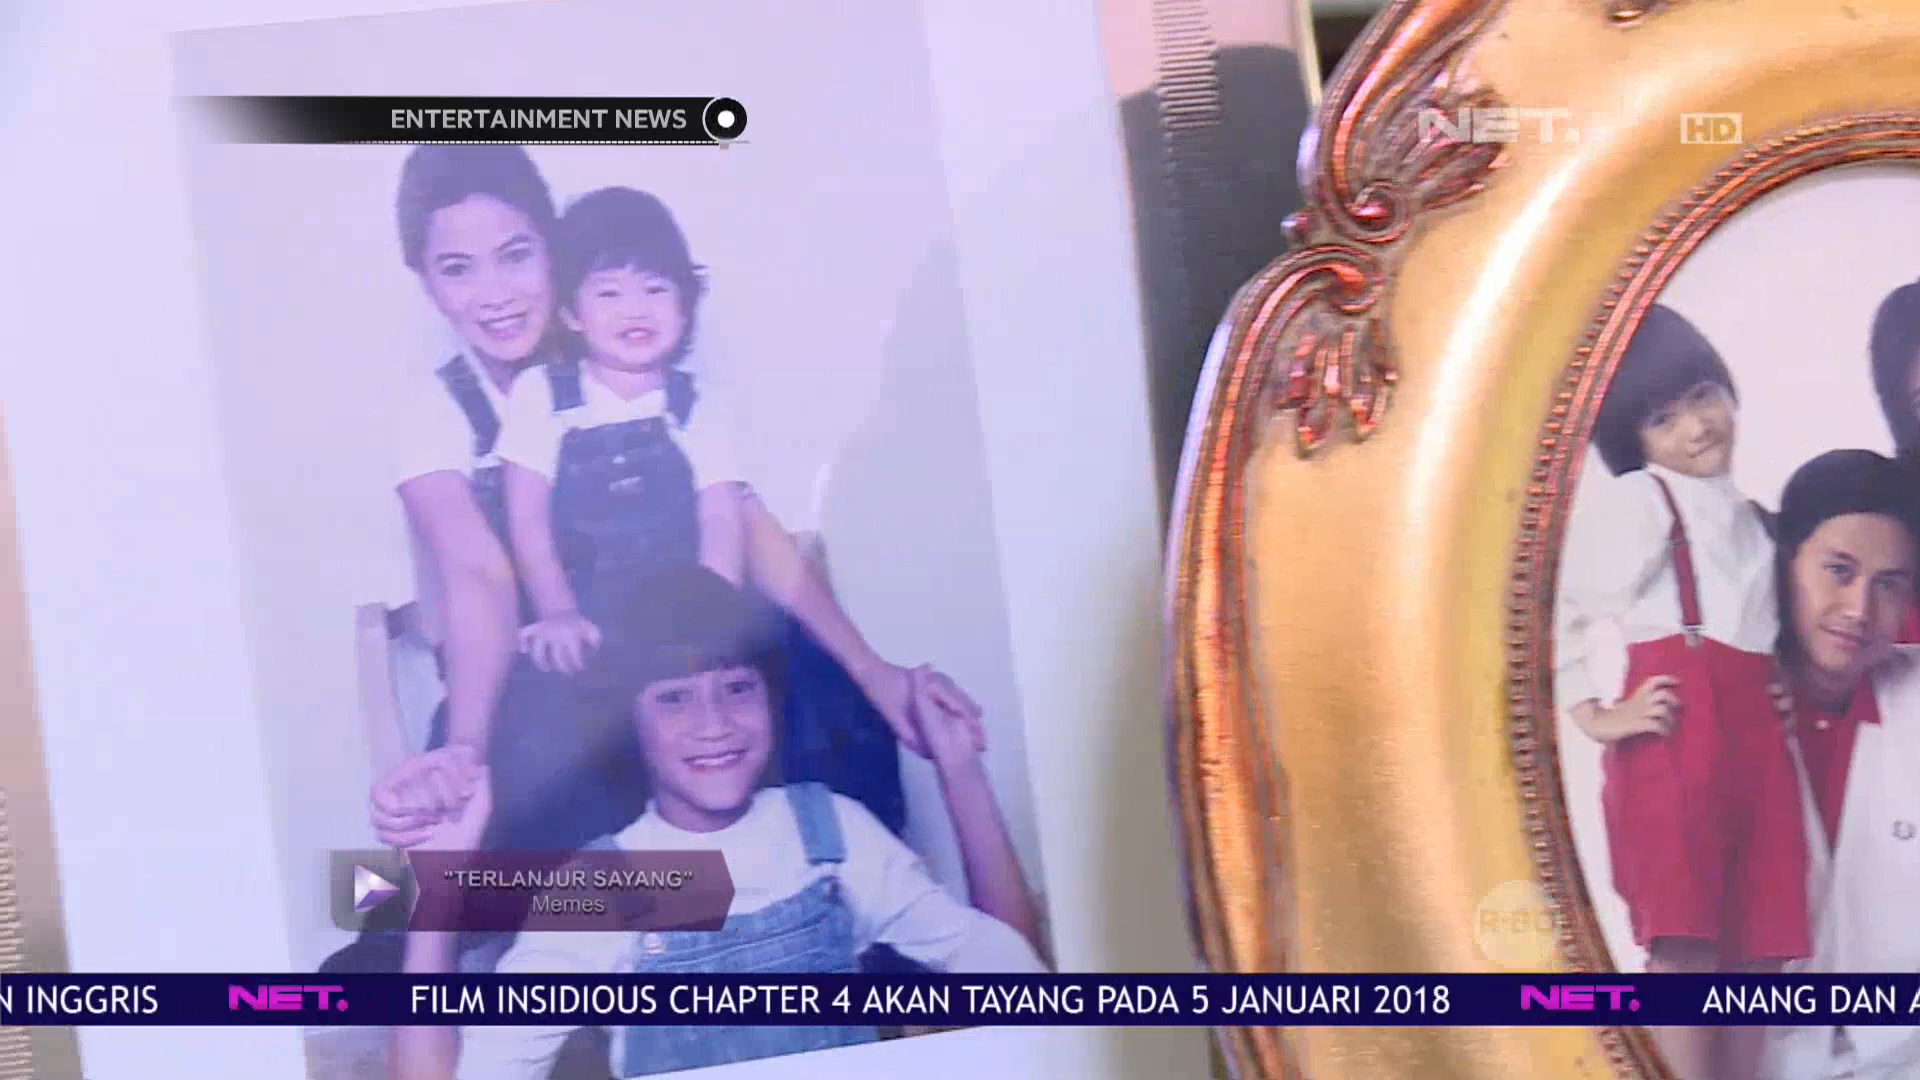 ENTERTAINMENT NEWS
NET.
HD
"TERLANJUR SAYANG"
Memes
N INGGRIS NET. FILM INSIDIOUS CHAPTER 4 AKAN TAYANG PADA 5 JANUARI 2018 NET. ANANG DAN A